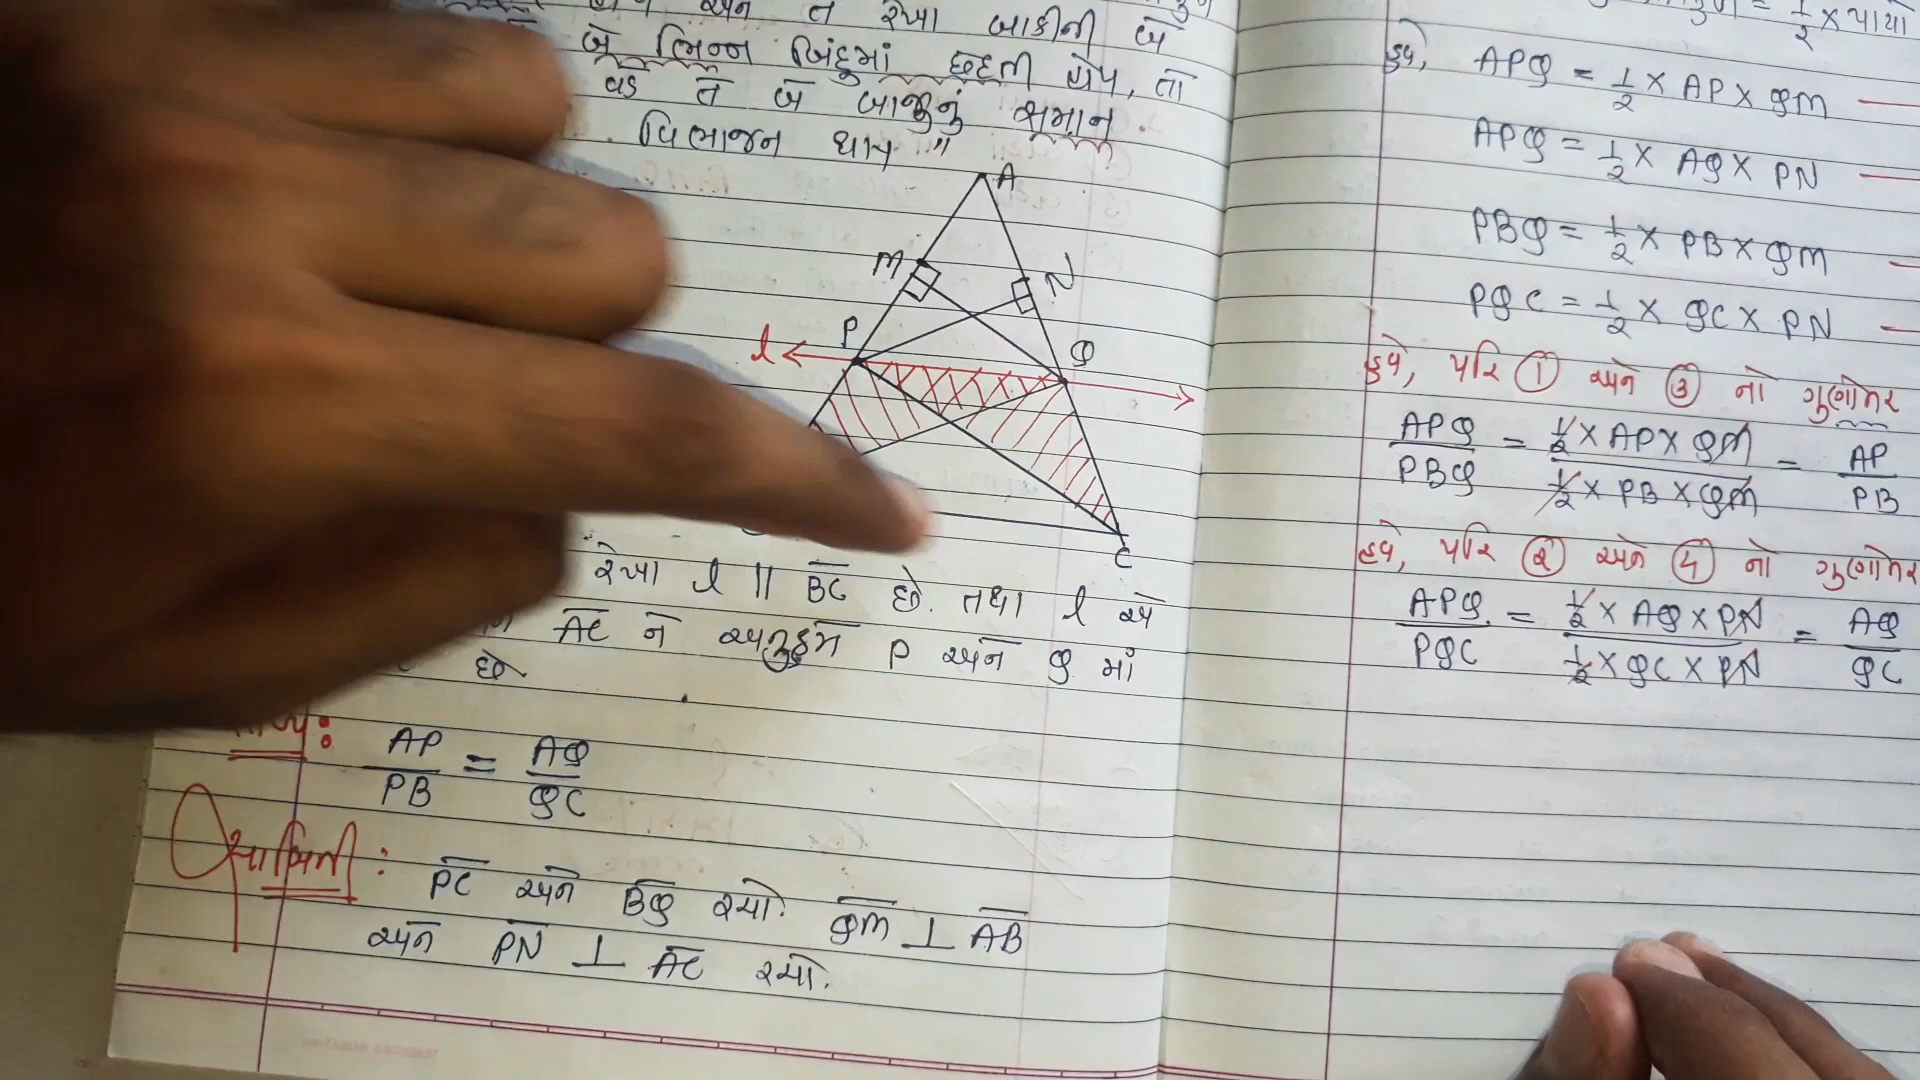 અને તે રેખા બાકીની બે
બે ભિન્ન બિંદુમાં છેદતી હોય, તો
વડે તે બે બાજુનું સમાન
વિભાજન થાય "
A
M
N
P
Q
l
C
રેખા l || BC છે. તથા l એ
AC ને અનુક્રમે P અને Q માં
છે
AP/PB = AQ/QC
સાબિતી :
PC અને BQ રચો. QM ⊥ AB
અને PN ⊥ AC રચો.
= 1/2 × પાયો
હવે, APQ = 1/2 × AP × QM
APQ = 1/2 × AQ × PN
PBQ = 1/2 × PB × QM
PQC = 1/2 × QC × PN
હવે, પરિ ① અને ③ નો ગુણોત્તર
APQ/PBQ = 1/2 × AP × QM / 1/2 × PB × QM = AP/PB
હવે, પરિ ② અને ④ નો ગુણોત્તર
APQ/PQC = 1/2 × AQ × PN / 1/2 × QC × PN = AQ/QC